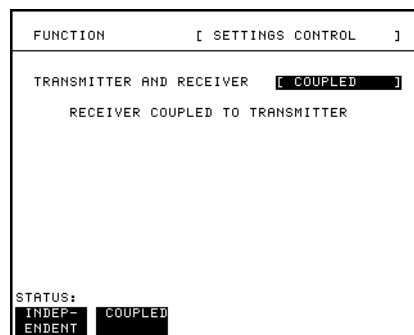 FUNCTION [ SETTINGS CONTROL ]
TRANSMITTER AND RECEIVER [ COUPLED ]
RECEIVER COUPLED TO TRANSMITTER
STATUS:
INDEP- COUPLED
ENDENT